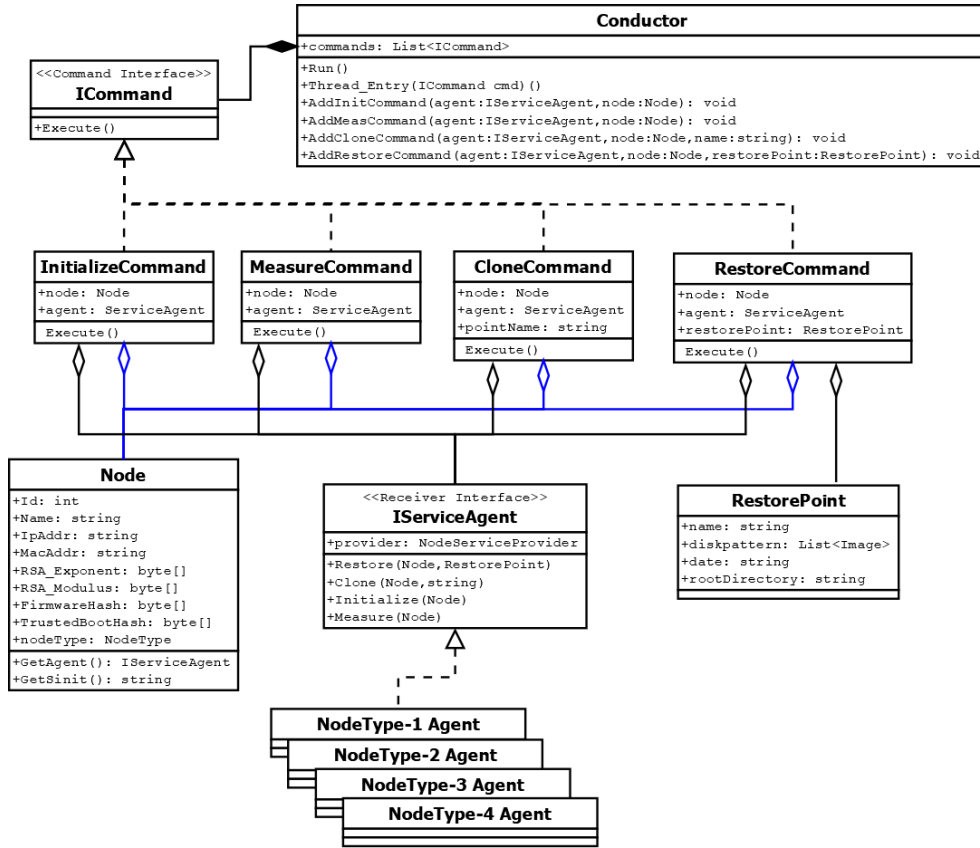 Conductor
+commands: List<ICommand>
+Run()
+Thread_Entry(ICommand cmd)()
+AddInitCommand(agent:IServiceAgent,node:Node): void
+AddMeasCommand(agent:IServiceAgent,node:Node): void
+AddCloneCommand(agent:IServiceAgent,node:Node,name:string): void
+AddRestoreCommand(agent:IServiceAgent,node:Node,restorePoint:RestorePoint): void
<<Command Interface>>
ICommand
+Execute()
InitializeCommand
+node: Node
+agent: ServiceAgent
Execute()
MeasureCommand
+node: Node
+agent: ServiceAgent
Execute()
CloneCommand
+node: Node
+agent: ServiceAgent
+pointName: string
Execute()
RestoreCommand
+node: Node
+agent: ServiceAgent
+restorePoint: RestorePoint
Execute()
Node
+Id: int
+Name: string
+IpAddr: string
+MacAddr: string
+RSA_Exponent: byte[]
+RSA_Modulus: byte[]
+FirmwareHash: byte[]
+TrustedBootHash: byte[]
+nodeType: NodeType
+GetAgent(): IServiceAgent
+GetSinit(): string
<<Receiver Interface>>
IServiceAgent
+provider: NodeServiceProvider
+Restore(Node,RestorePoint)
+Clone(Node,string)
+Initialize(Node)
+Measure(Node)
RestorePoint
+name: string
+diskpattern: List<Image>
+date: string
+rootDirectory: string
NodeType-1 Agent
NodeType-2 Agent
NodeType-3 Agent
NodeType-4 Agent